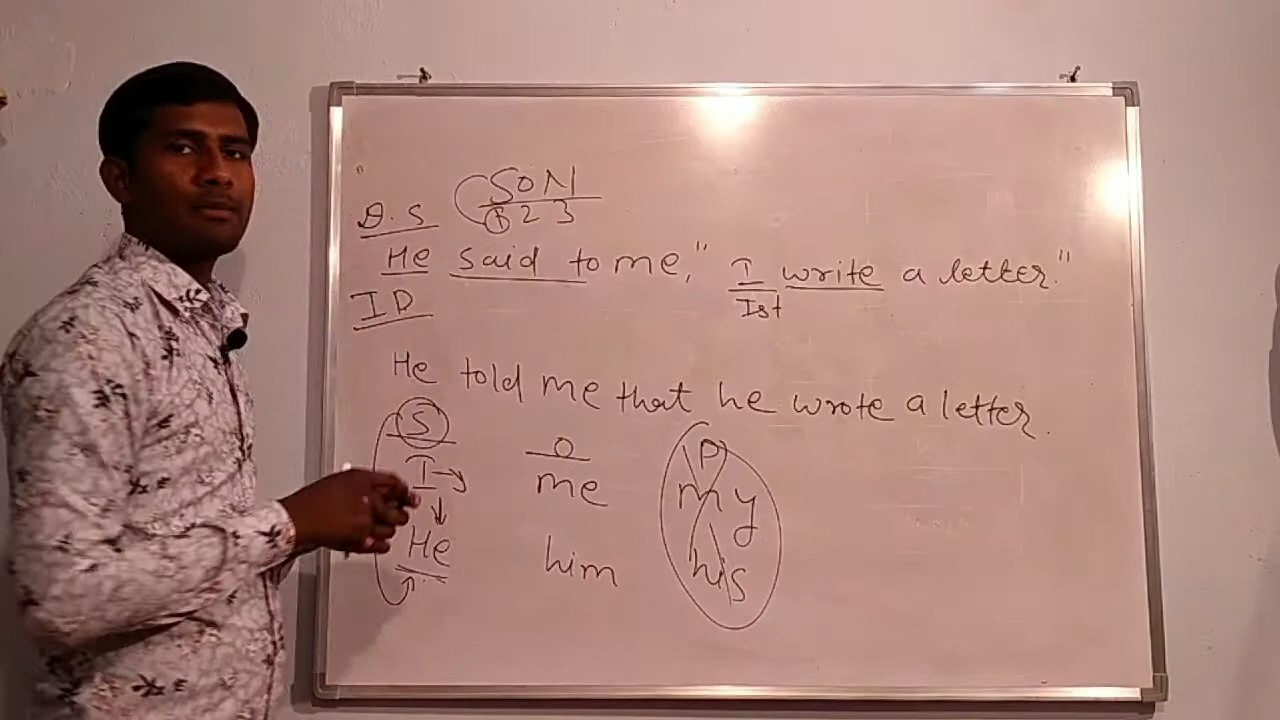 SON
D.S 1 2 3
He said to me," I write a letter."
Ist
ID
He told me that he wrote a letter.
S O P
I me my
He him his